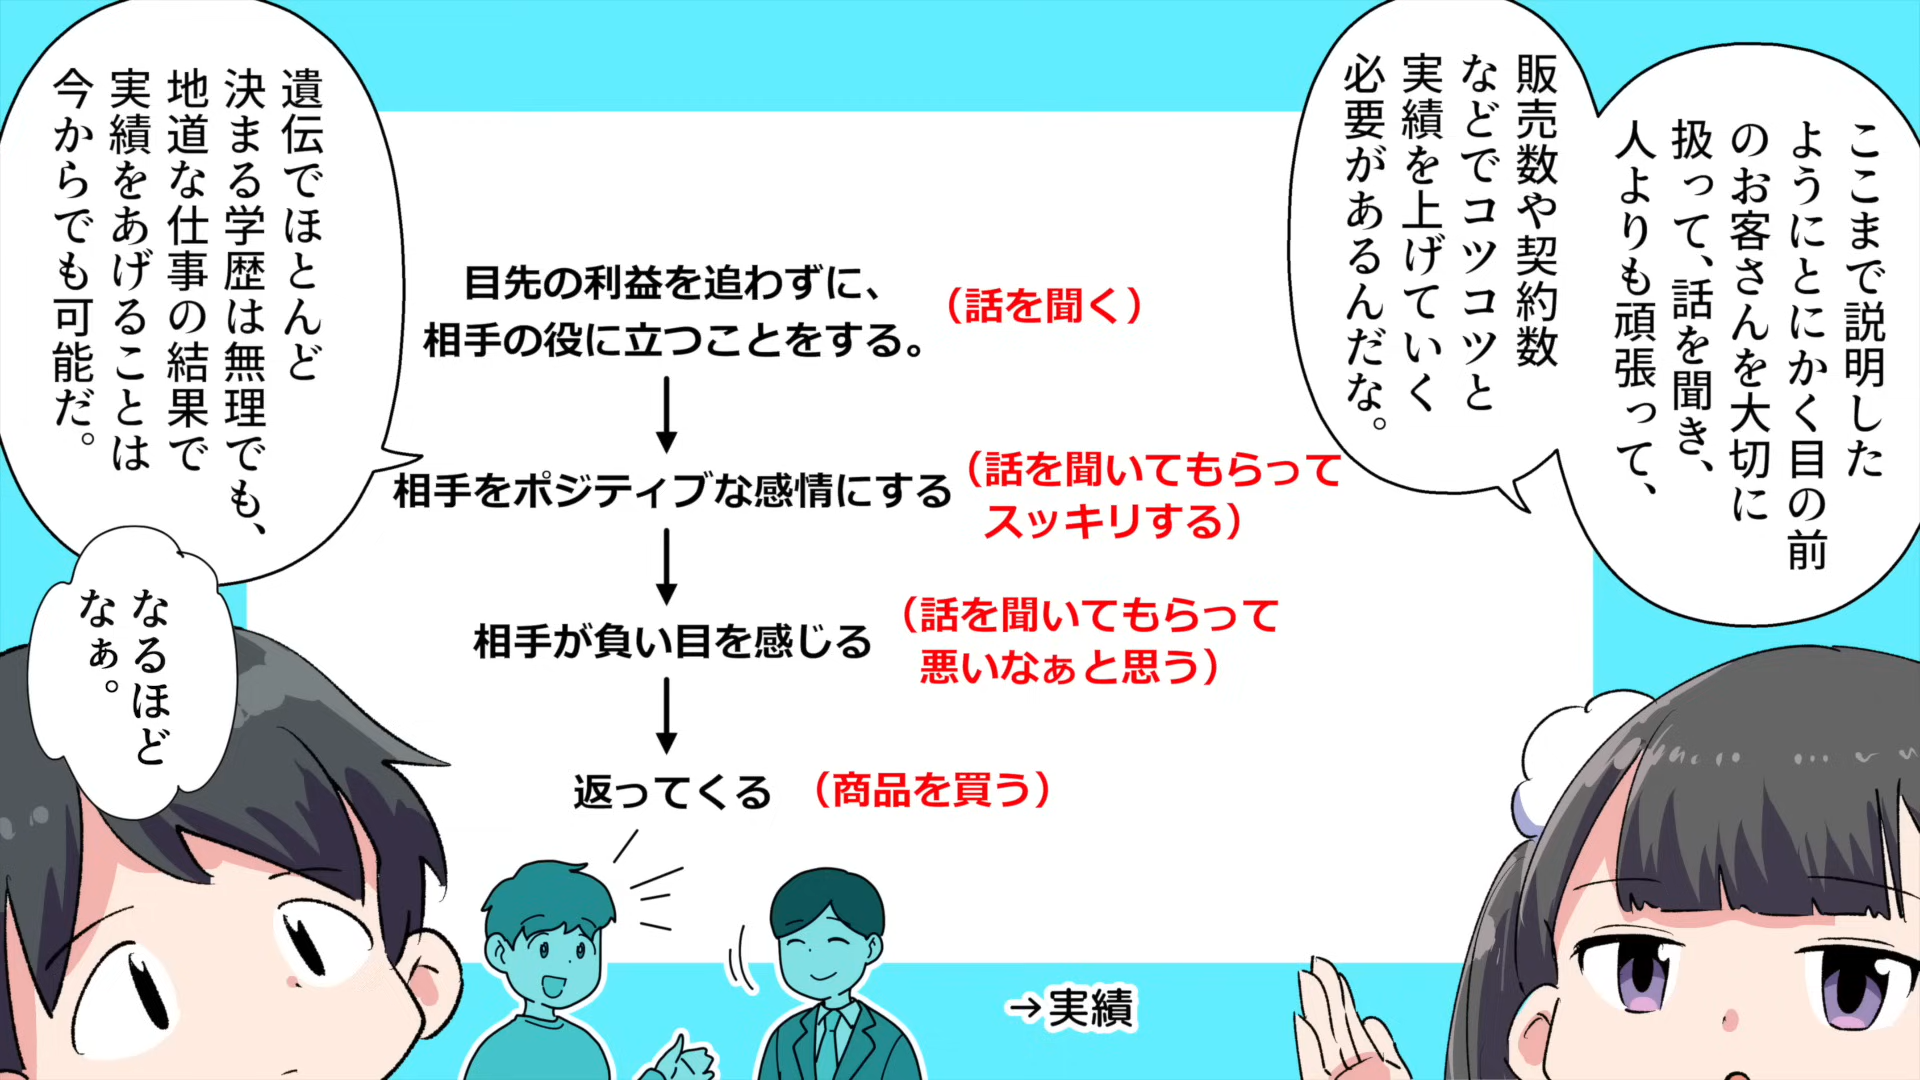 ここまで説明した
ようにとにかく目の前
のお客さんを大切に
扱って、話を聞き、
人よりも頑張って、
販売数や契約数
などでコツコツと
実績を上げていく
必要があるんだな。
目先の利益を追わずに、
相手の役に立つことをする。
（話を聞く）
相手をポジティブな感情にする
（話を聞いてもらって
スッキリする）
相手が負い目を感じる
（話を聞いてもらって
悪いなぁと思う）
返ってくる
（商品を買う）
→実績
遺伝でほとんど
決まる学歴は無理でも、
地道な仕事の結果で
実績をあげることは
今からでも可能だ。
なるほど
なぁ。